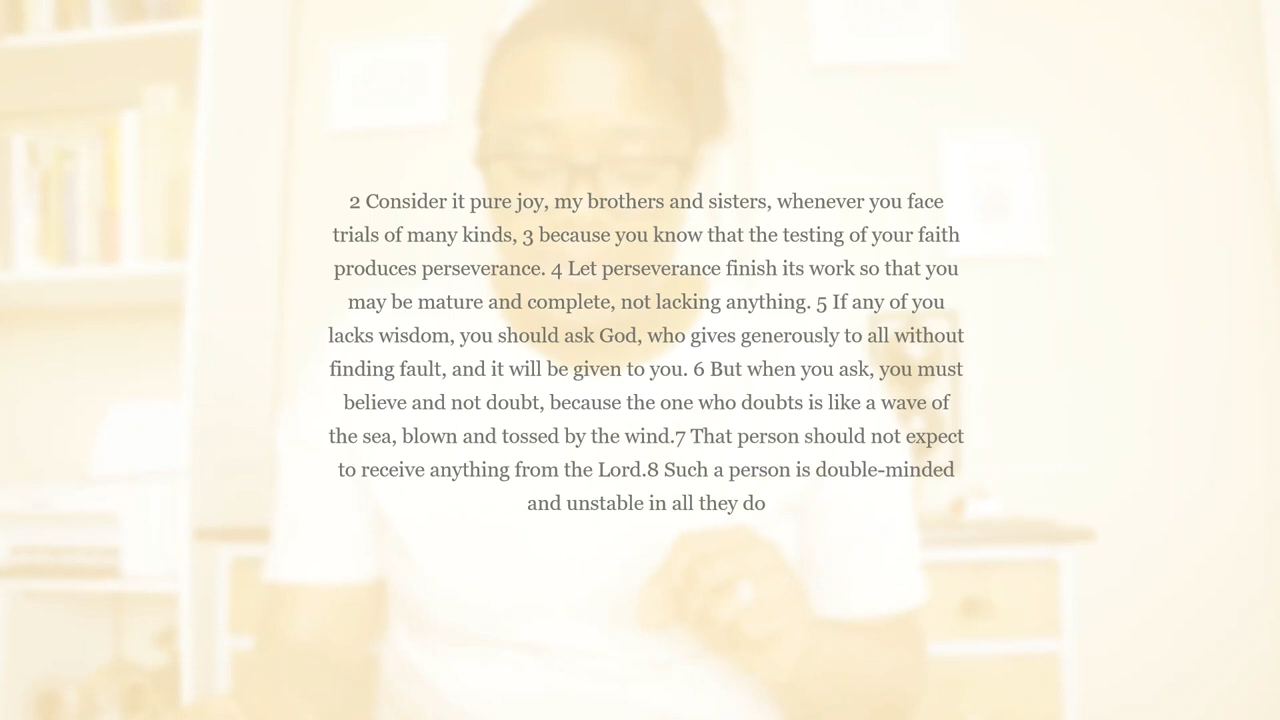 2 Consider it pure joy, my brothers and sisters, whenever you face
trials of many kinds, 3 because you know that the testing of your faith
produces perseverance. 4 Let perseverance finish its work so that you
may be mature and complete, not lacking anything. 5 If any of you
lacks wisdom, you should ask God, who gives generously to all without
finding fault, and it will be given to you. 6 But when you ask, you must
believe and not doubt, because the one who doubts is like a wave of
the sea, blown and tossed by the wind.7 That person should not expect
to receive anything from the Lord.8 Such a person is double-minded
and unstable in all they do